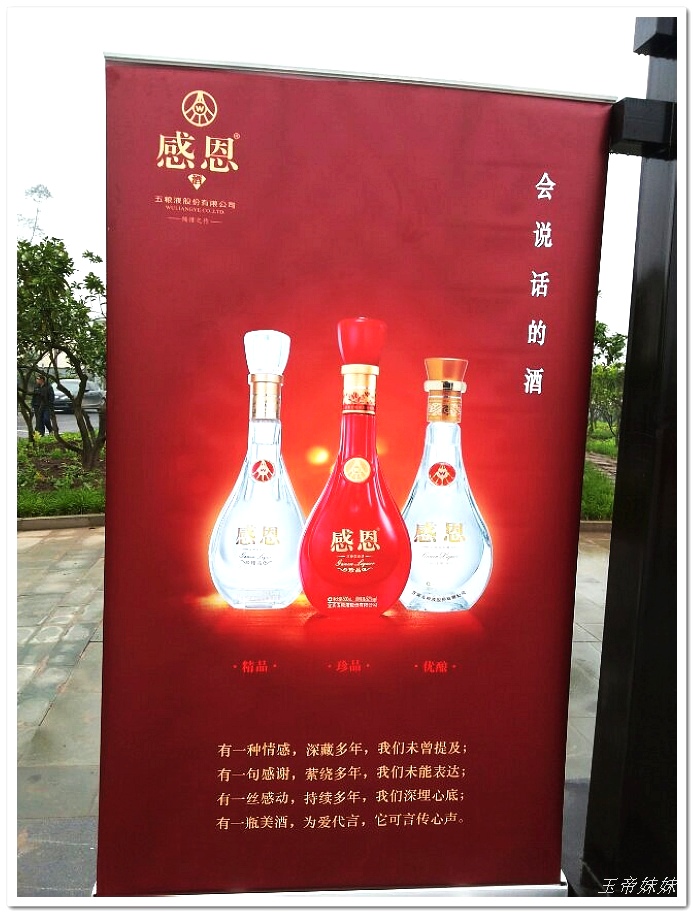 感恩®
酒
五粮液股份有限公司
WULIANGYE CO.,LTD.
会说话的酒
感恩
感恩
感恩
·精品·
·珍品·
·优酿·
有一种情感，深藏多年，我们未曾提及；
有一句感谢，萦绕多年，我们未能表达；
有一丝感动，持续多年，我们深埋心底；
有一瓶美酒，为爱代言，它可言传心声。
玉帝妹妹